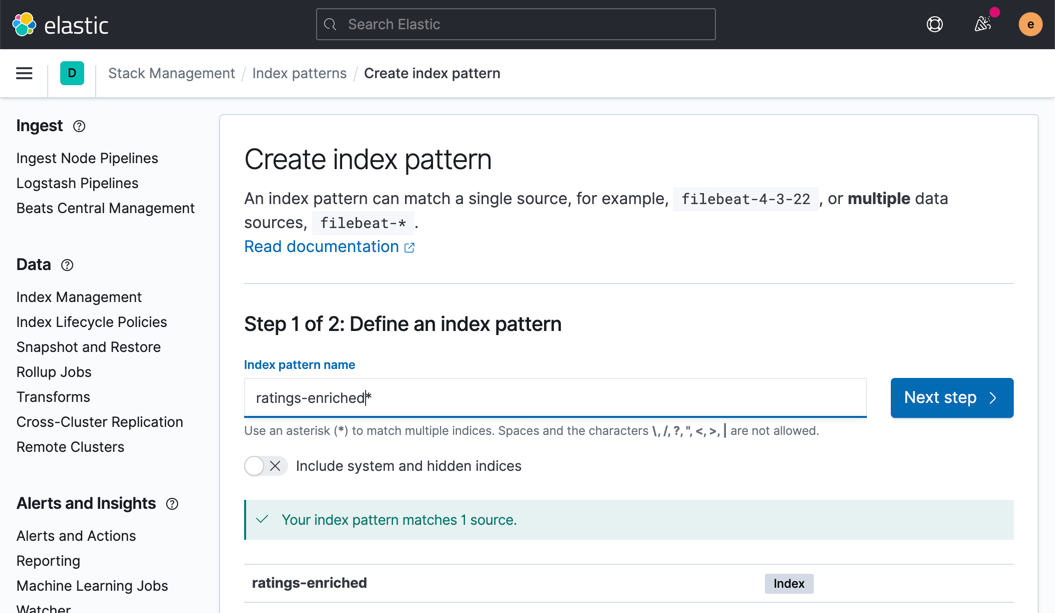 elastic
Search Elastic
e
D
Stack Management / Index patterns / Create index pattern
Ingest
Ingest Node Pipelines
Logstash Pipelines
Beats Central Management
Data
Index Management
Index Lifecycle Policies
Snapshot and Restore
Rollup Jobs
Transforms
Cross-Cluster Replication
Remote Clusters
Alerts and Insights
Alerts and Actions
Reporting
Machine Learning Jobs
Watcher
Create index pattern
An index pattern can match a single source, for example, filebeat-4-3-22 , or multiple data
sources, filebeat-* .
Read documentation
Step 1 of 2: Define an index pattern
Index pattern name
ratings-enriched*
Next step
Use an asterisk (*) to match multiple indices. Spaces and the characters \, /, ?, ", <, >, | are not allowed.
Include system and hidden indices
Your index pattern matches 1 source.
ratings-enriched
Index